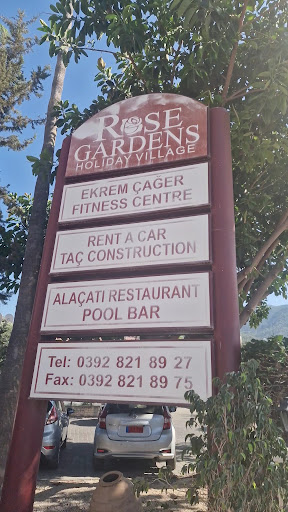 ROSE
GARDENS
HOLIDAY VILLAGE
EKREM ÇAĞER
FITNESS CENTRE
RENT A CAR
TAÇ CONSTRUCTION
ALAÇATI RESTAURANT
POOL BAR
Tel: 0392 821 89 27
Fax: 0392 821 89 75